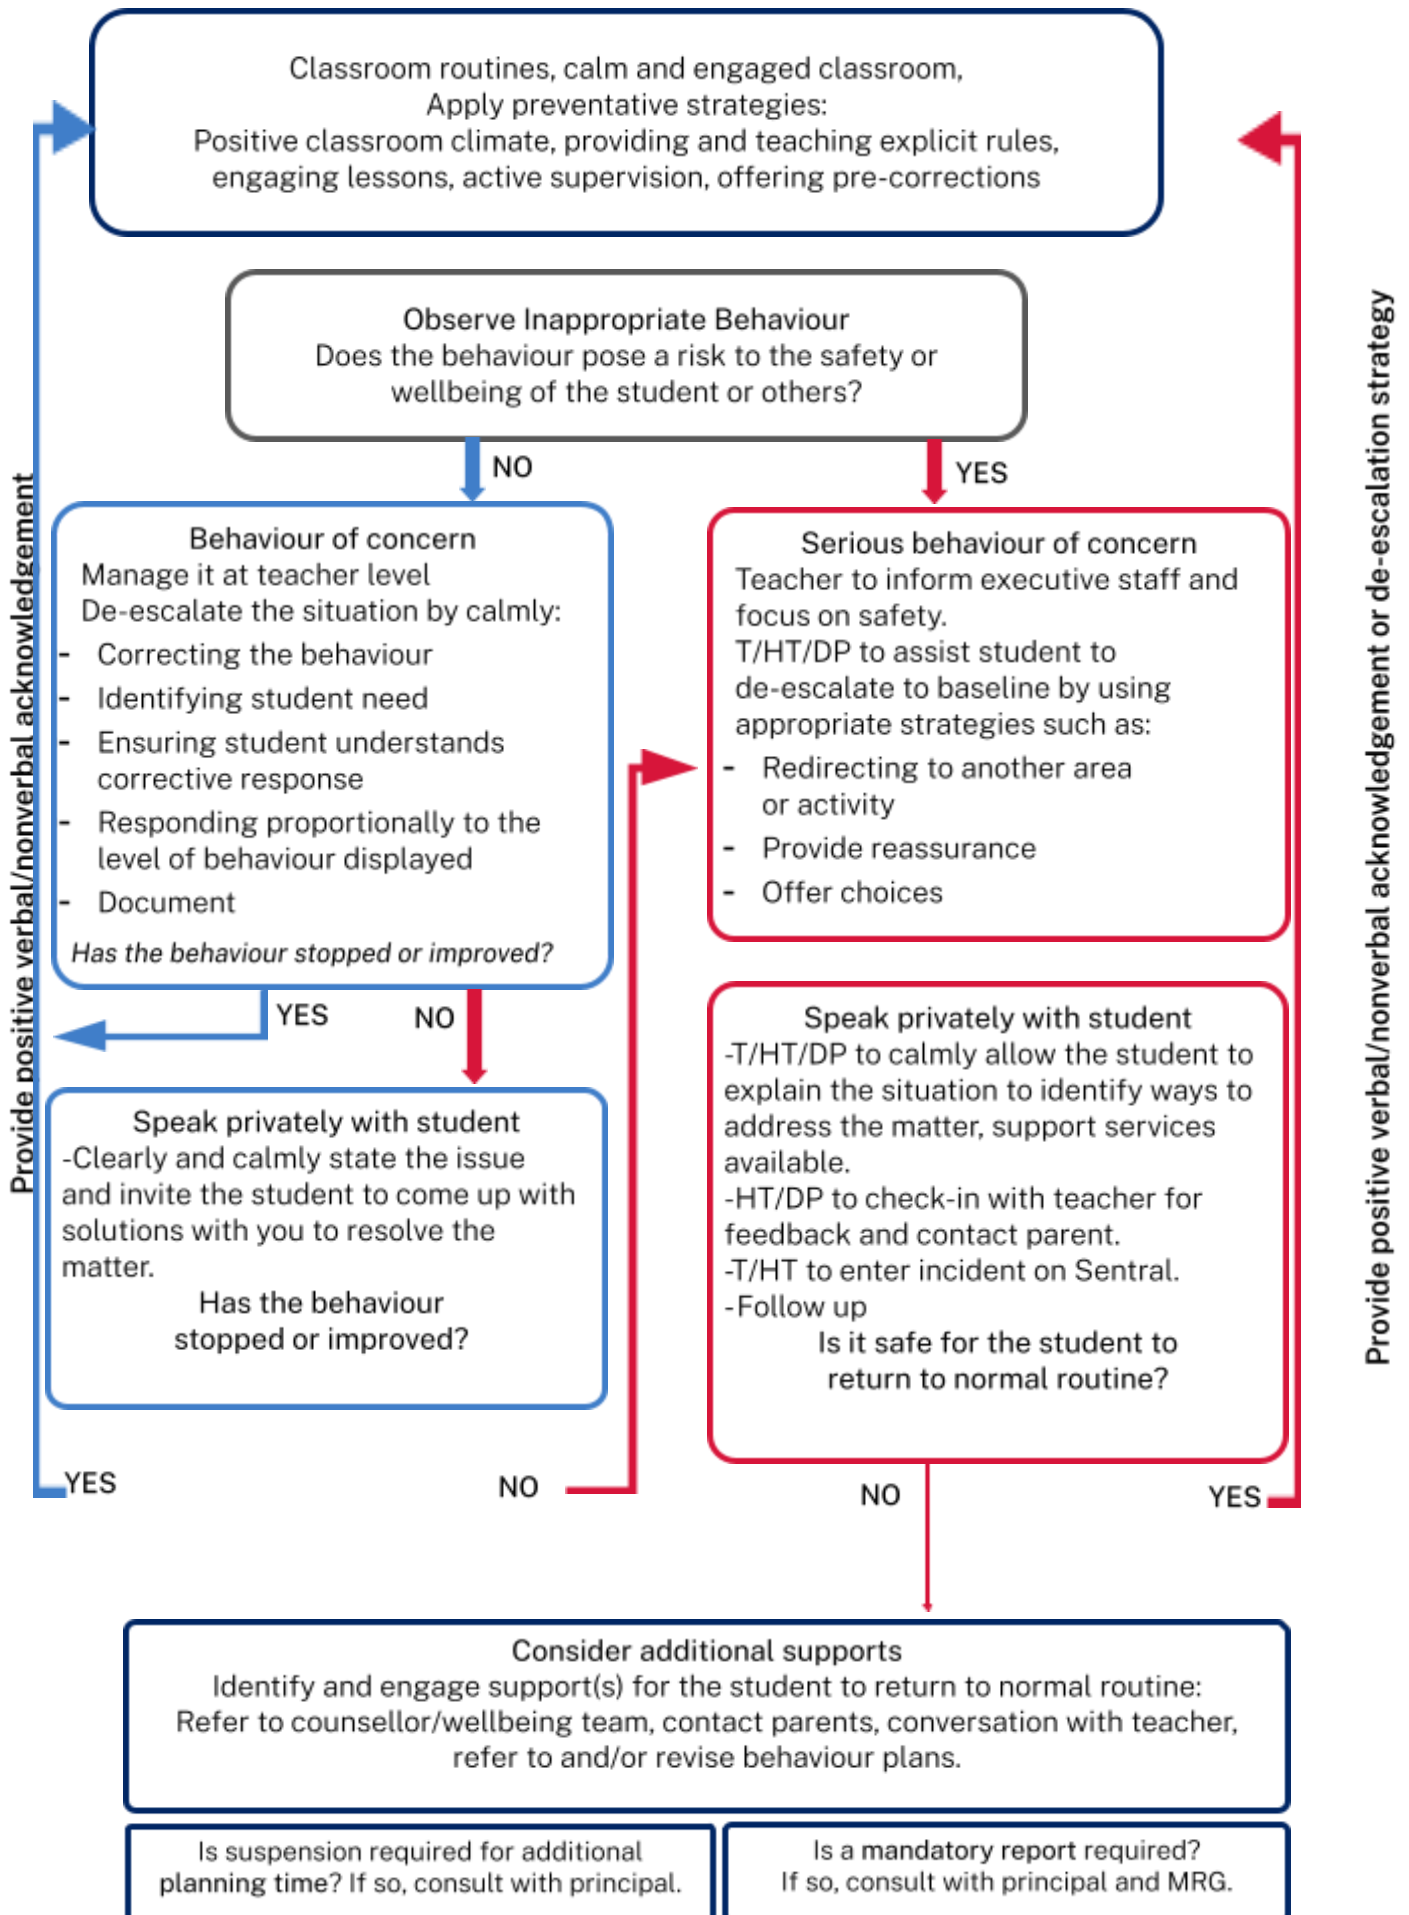 Classroom routines, calm and engaged classroom,
Apply preventative strategies:
Positive classroom climate, providing and teaching explicit rules,
engaging lessons, active supervision, offering pre-corrections
Observe Inappropriate Behaviour
Does the behaviour pose a risk to the safety or
wellbeing of the student or others?
NO
YES
Provide positive verbal/nonverbal acknowledgement
Behaviour of concern
Manage it at teacher level
De-escalate the situation by calmly:
- Correcting the behaviour
- Identifying student need
- Ensuring student understands
corrective response
- Responding proportionally to the
level of behaviour displayed
- Document
Has the behaviour stopped or improved?
YES
NO
Speak privately with student
-Clearly and calmly state the issue
and invite the student to come up with
solutions with you to resolve the
matter.
Has the behaviour
stopped or improved?
YES
NO
Serious behaviour of concern
Teacher to inform executive staff and
focus on safety.
T/HT/DP to assist student to
de-escalate to baseline by using
appropriate strategies such as:
- Redirecting to another area
or activity
- Provide reassurance
- Offer choices
Speak privately with student
-T/HT/DP to calmly allow the student to
explain the situation to identify ways to
address the matter, support services
available.
-HT/DP to check-in with teacher for
feedback and contact parent.
-T/HT to enter incident on Sentral.
-Follow up
Is it safe for the student to
return to normal routine?
NO
YES
Provide positive verbal/nonverbal acknowledgement or de-escalation strategy
Consider additional supports
Identify and engage support(s) for the student to return to normal routine:
Refer to counsellor/wellbeing team, contact parents, conversation with teacher,
refer to and/or revise behaviour plans.
Is suspension required for additional
planning time? If so, consult with principal.
Is a mandatory report required?
If so, consult with principal and MRG.